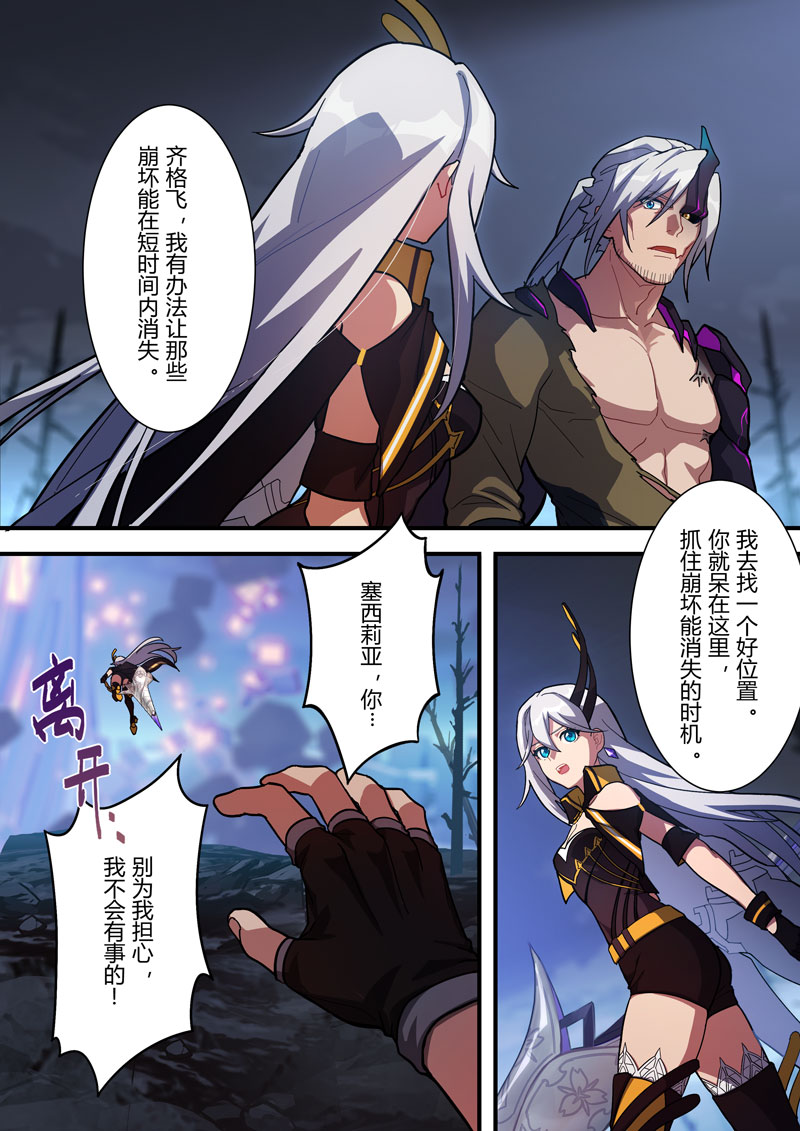 齐格飞，我有办法让那些
崩坏能在短时间内消失。
我去找一个好位置。
你就呆在这里，
抓住崩坏能消失的时机。
塞西莉亚，你…
离开…
别为我担心，
我不会有事的！